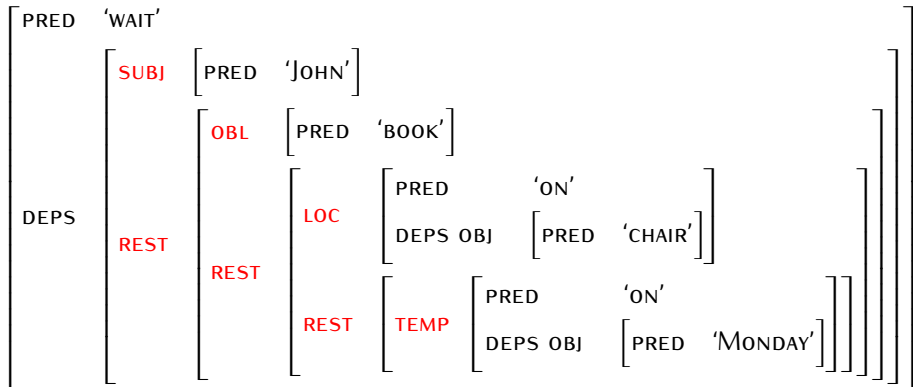 PRED ‘WAIT’
SUBJ PRED ‘JOHN’
OBL PRED ‘BOOK’
PRED ‘ON’
LOC
DEPS DEPS OBJ PRED ‘CHAIR’
REST
REST
PRED ‘ON’
REST TEMP
DEPS OBJ PRED ‘MONDAY’